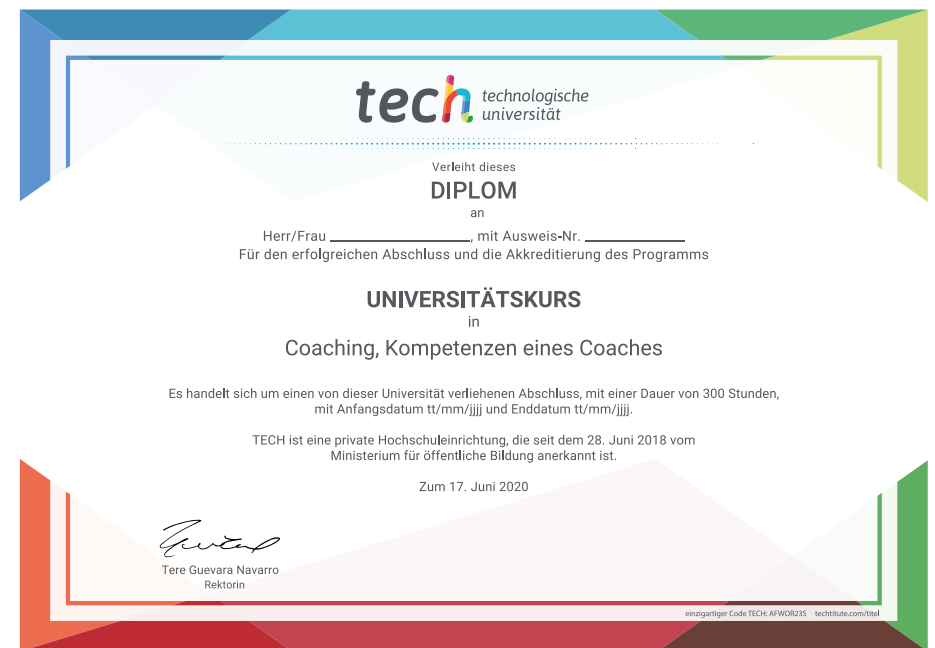 tech technologische
universität
Verleiht dieses
DIPLOM
an
Herr/Frau ____________, mit Ausweis-Nr. ____________
Für den erfolgreichen Abschluss und die Akkreditierung des Programms
UNIVERSITÄTSKURS
in
Coaching, Kompetenzen eines Coaches
Es handelt sich um einen von dieser Universität verliehenen Abschluss, mit einer Dauer von 300 Stunden,
mit Anfangsdatum tt/mm/jjjj und Enddatum tt/mm/jjjj.
TECH ist eine private Hochschuleinrichtung, die seit dem 28. Juni 2018 vom
Ministerium für öffentliche Bildung anerkannt ist.
Zum 17. Juni 2020
Tere Guevara Navarro
Rektorin
einzigartiger Code TECH: AFWOR23S techtitute.com/titel